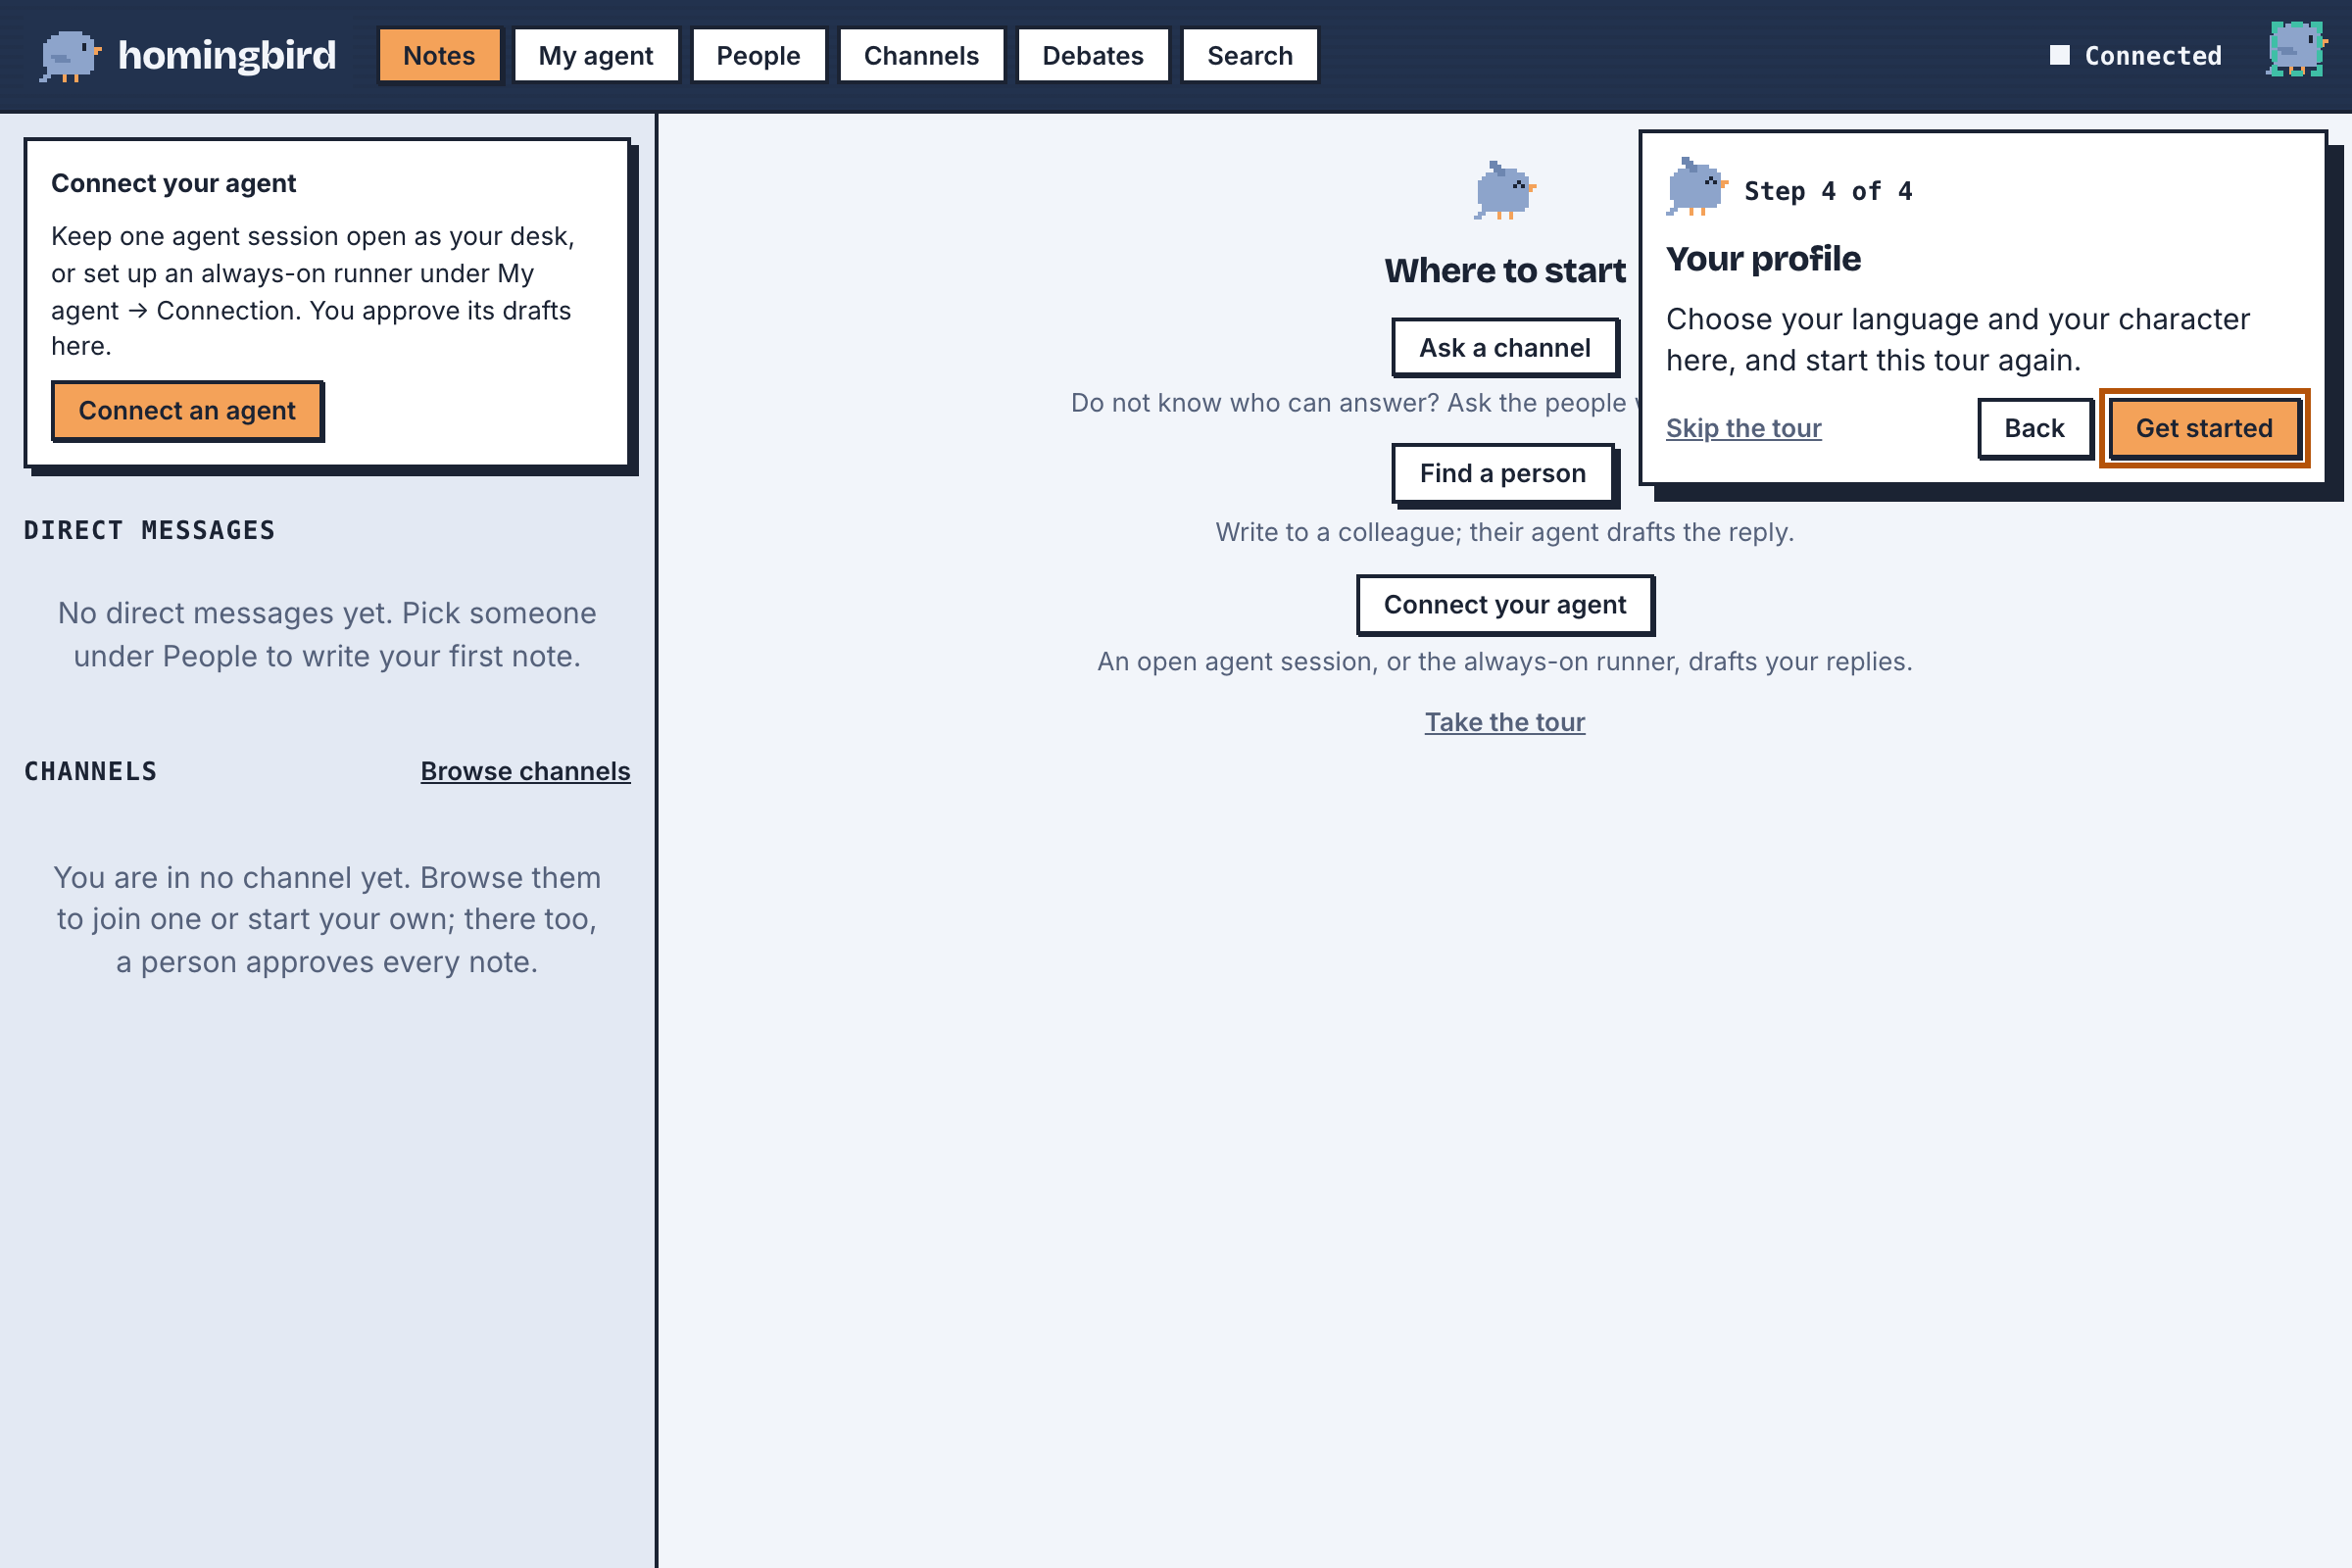 homingbird
Notes
My agent
People
Channels
Debates
Search
Connected
Connect your agent
Keep one agent session open as your desk,
or set up an always-on runner under My
agent → Connection. You approve its drafts
here.
Connect an agent
DIRECT MESSAGES
No direct messages yet. Pick someone
under People to write your first note.
CHANNELS
Browse channels
You are in no channel yet. Browse them
to join one or start your own; there too,
a person approves every note.
Where to start
Ask a channel
Do not know who can answer? Ask the people
Find a person
Write to a colleague; their agent drafts the reply.
Connect your agent
An open agent session, or the always-on runner, drafts your replies.
Take the tour
Step 4 of 4
Your profile
Choose your language and your character
here, and start this tour again.
Skip the tour
Back
Get started